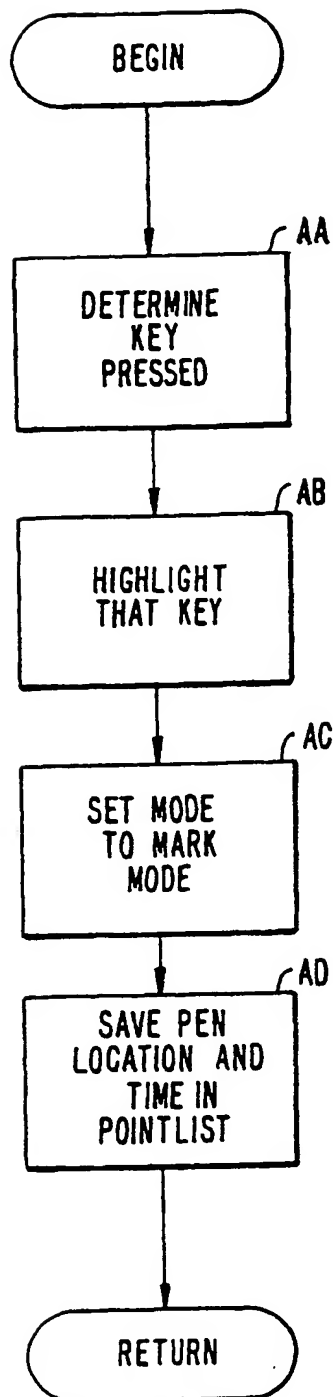 BEGIN
AA
DETERMINE
KEY
PRESSED
AB
HIGHLIGHT
THAT KEY
AC
SET MODE
TO MARK
MODE
AD
SAVE PEN
LOCATION AND
TIME IN
POINTLIST
RETURN